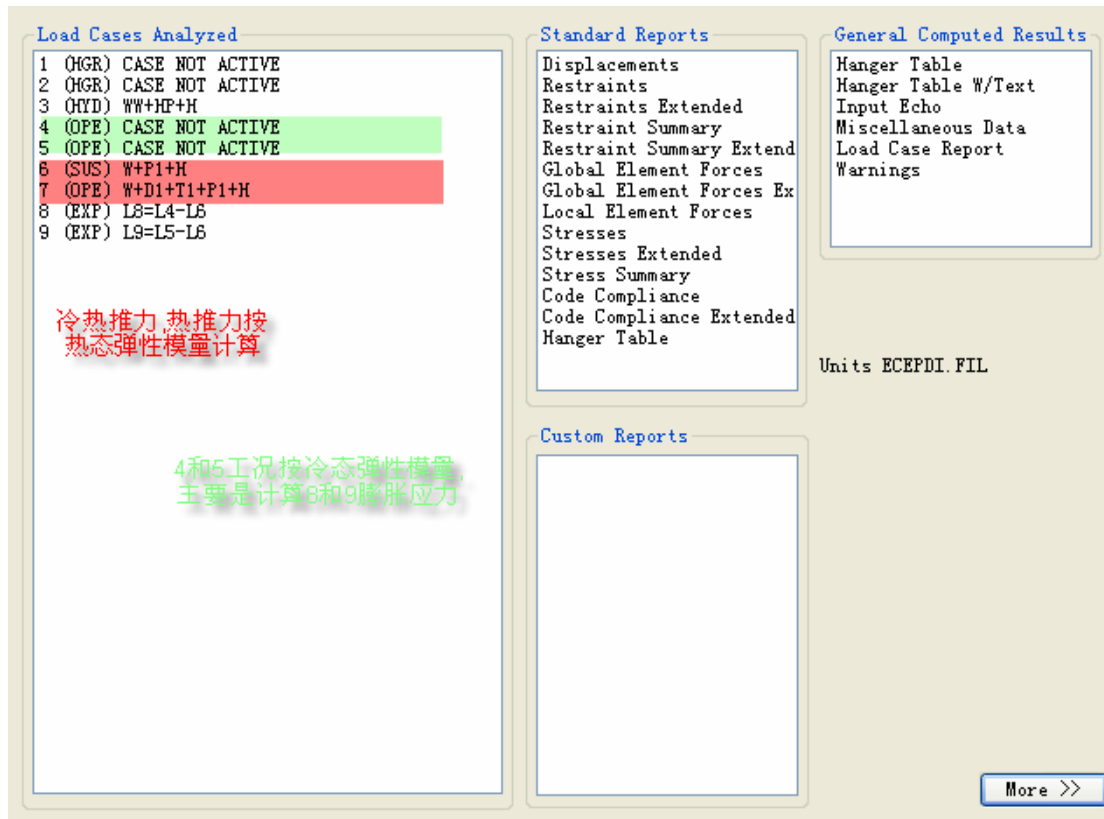 Load Cases Analyzed
1 (HGR) CASE NOT ACTIVE
2 (HGR) CASE NOT ACTIVE
3 (HYD) WW+HP+H
4 (OPE) CASE NOT ACTIVE
5 (OPE) CASE NOT ACTIVE
6 (SUS) W+P1+H
7 (OPE) W+D1+T1+P1+H
8 (EXP) L8=L4-L6
9 (EXP) L9=L5-L6
冷热推力,热推力按
热态弹性模量计算
4和5工况按冷态弹性模量,
主要是计算8和9膨胀应力,
Standard Reports
Displacements
Restraints
Restraints Extended
Restraint Summary
Restraint Summary Extend
Global Element Forces
Global Element Forces Ex
Local Element Forces
Stresses
Stresses Extended
Stress Summary
Code Compliance
Code Compliance Extended
Hanger Table
Custom Reports
General Computed Results
Hanger Table
Hanger Table W/Text
Input Echo
Miscellaneous Data
Load Case Report
Warnings
Units ECEPDI.FIL
More >>